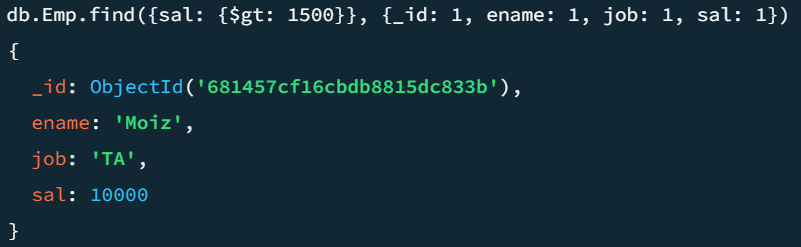 db.Emp.find({sal: {$gt: 1500}}, {_id: 1, ename: 1, job: 1, sal: 1})
{
_id: ObjectId('681457cf16cbdb8815dc833b'),
ename: 'Moiz',
job: 'TA',
sal: 10000
}